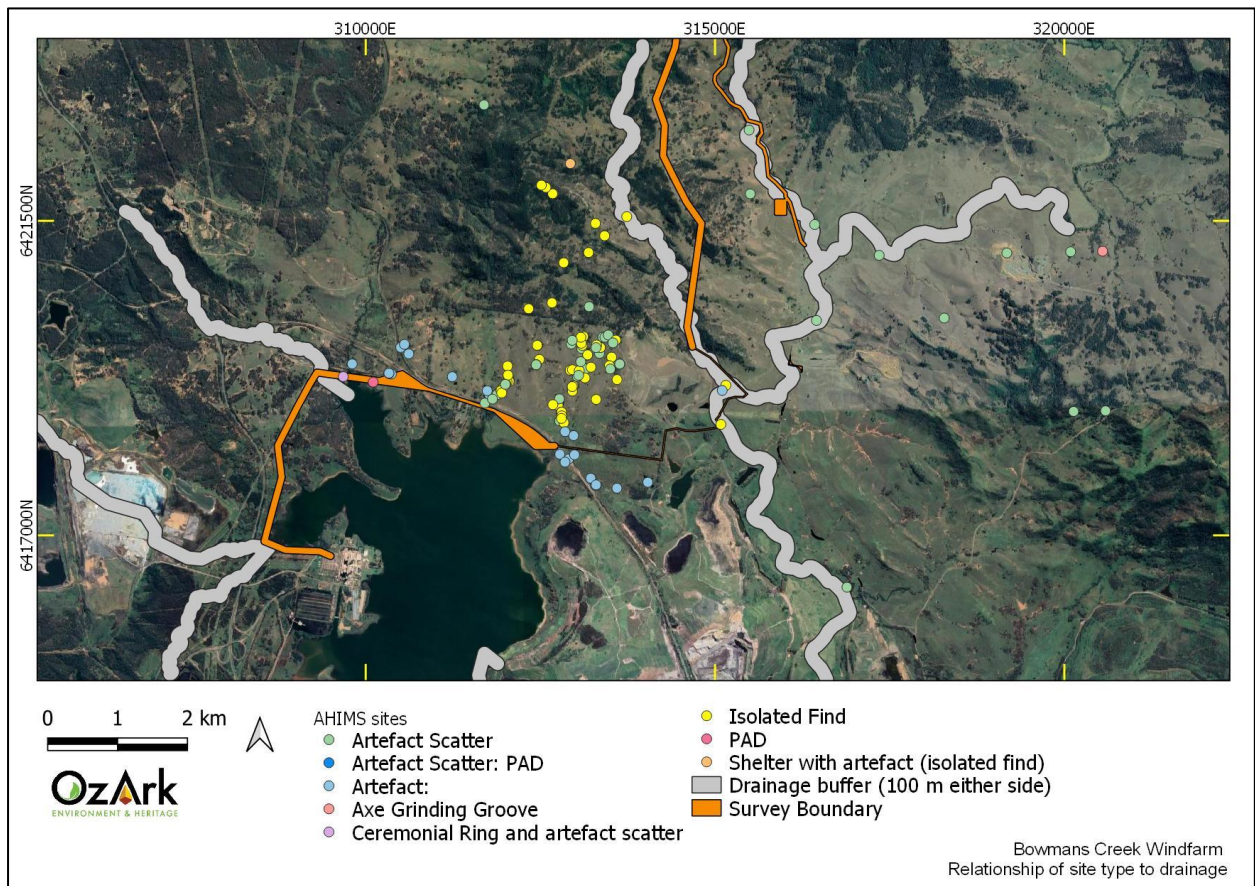 310000E
315000E
320000E
6421500N
6421500N
6417000N
6417000N
0 1 2 km
OzArk
ENVIRONMENT & HERITAGE
AHIMS sites
Artefact Scatter
Artefact Scatter: PAD
Artefact:
Axe Grinding Groove
Ceremonial Ring and artefact scatter
Isolated Find
PAD
Shelter with artefact (isolated find)
Drainage buffer (100 m either side)
Survey Boundary
Bowmans Creek Windfarm
Relationship of site type to drainage